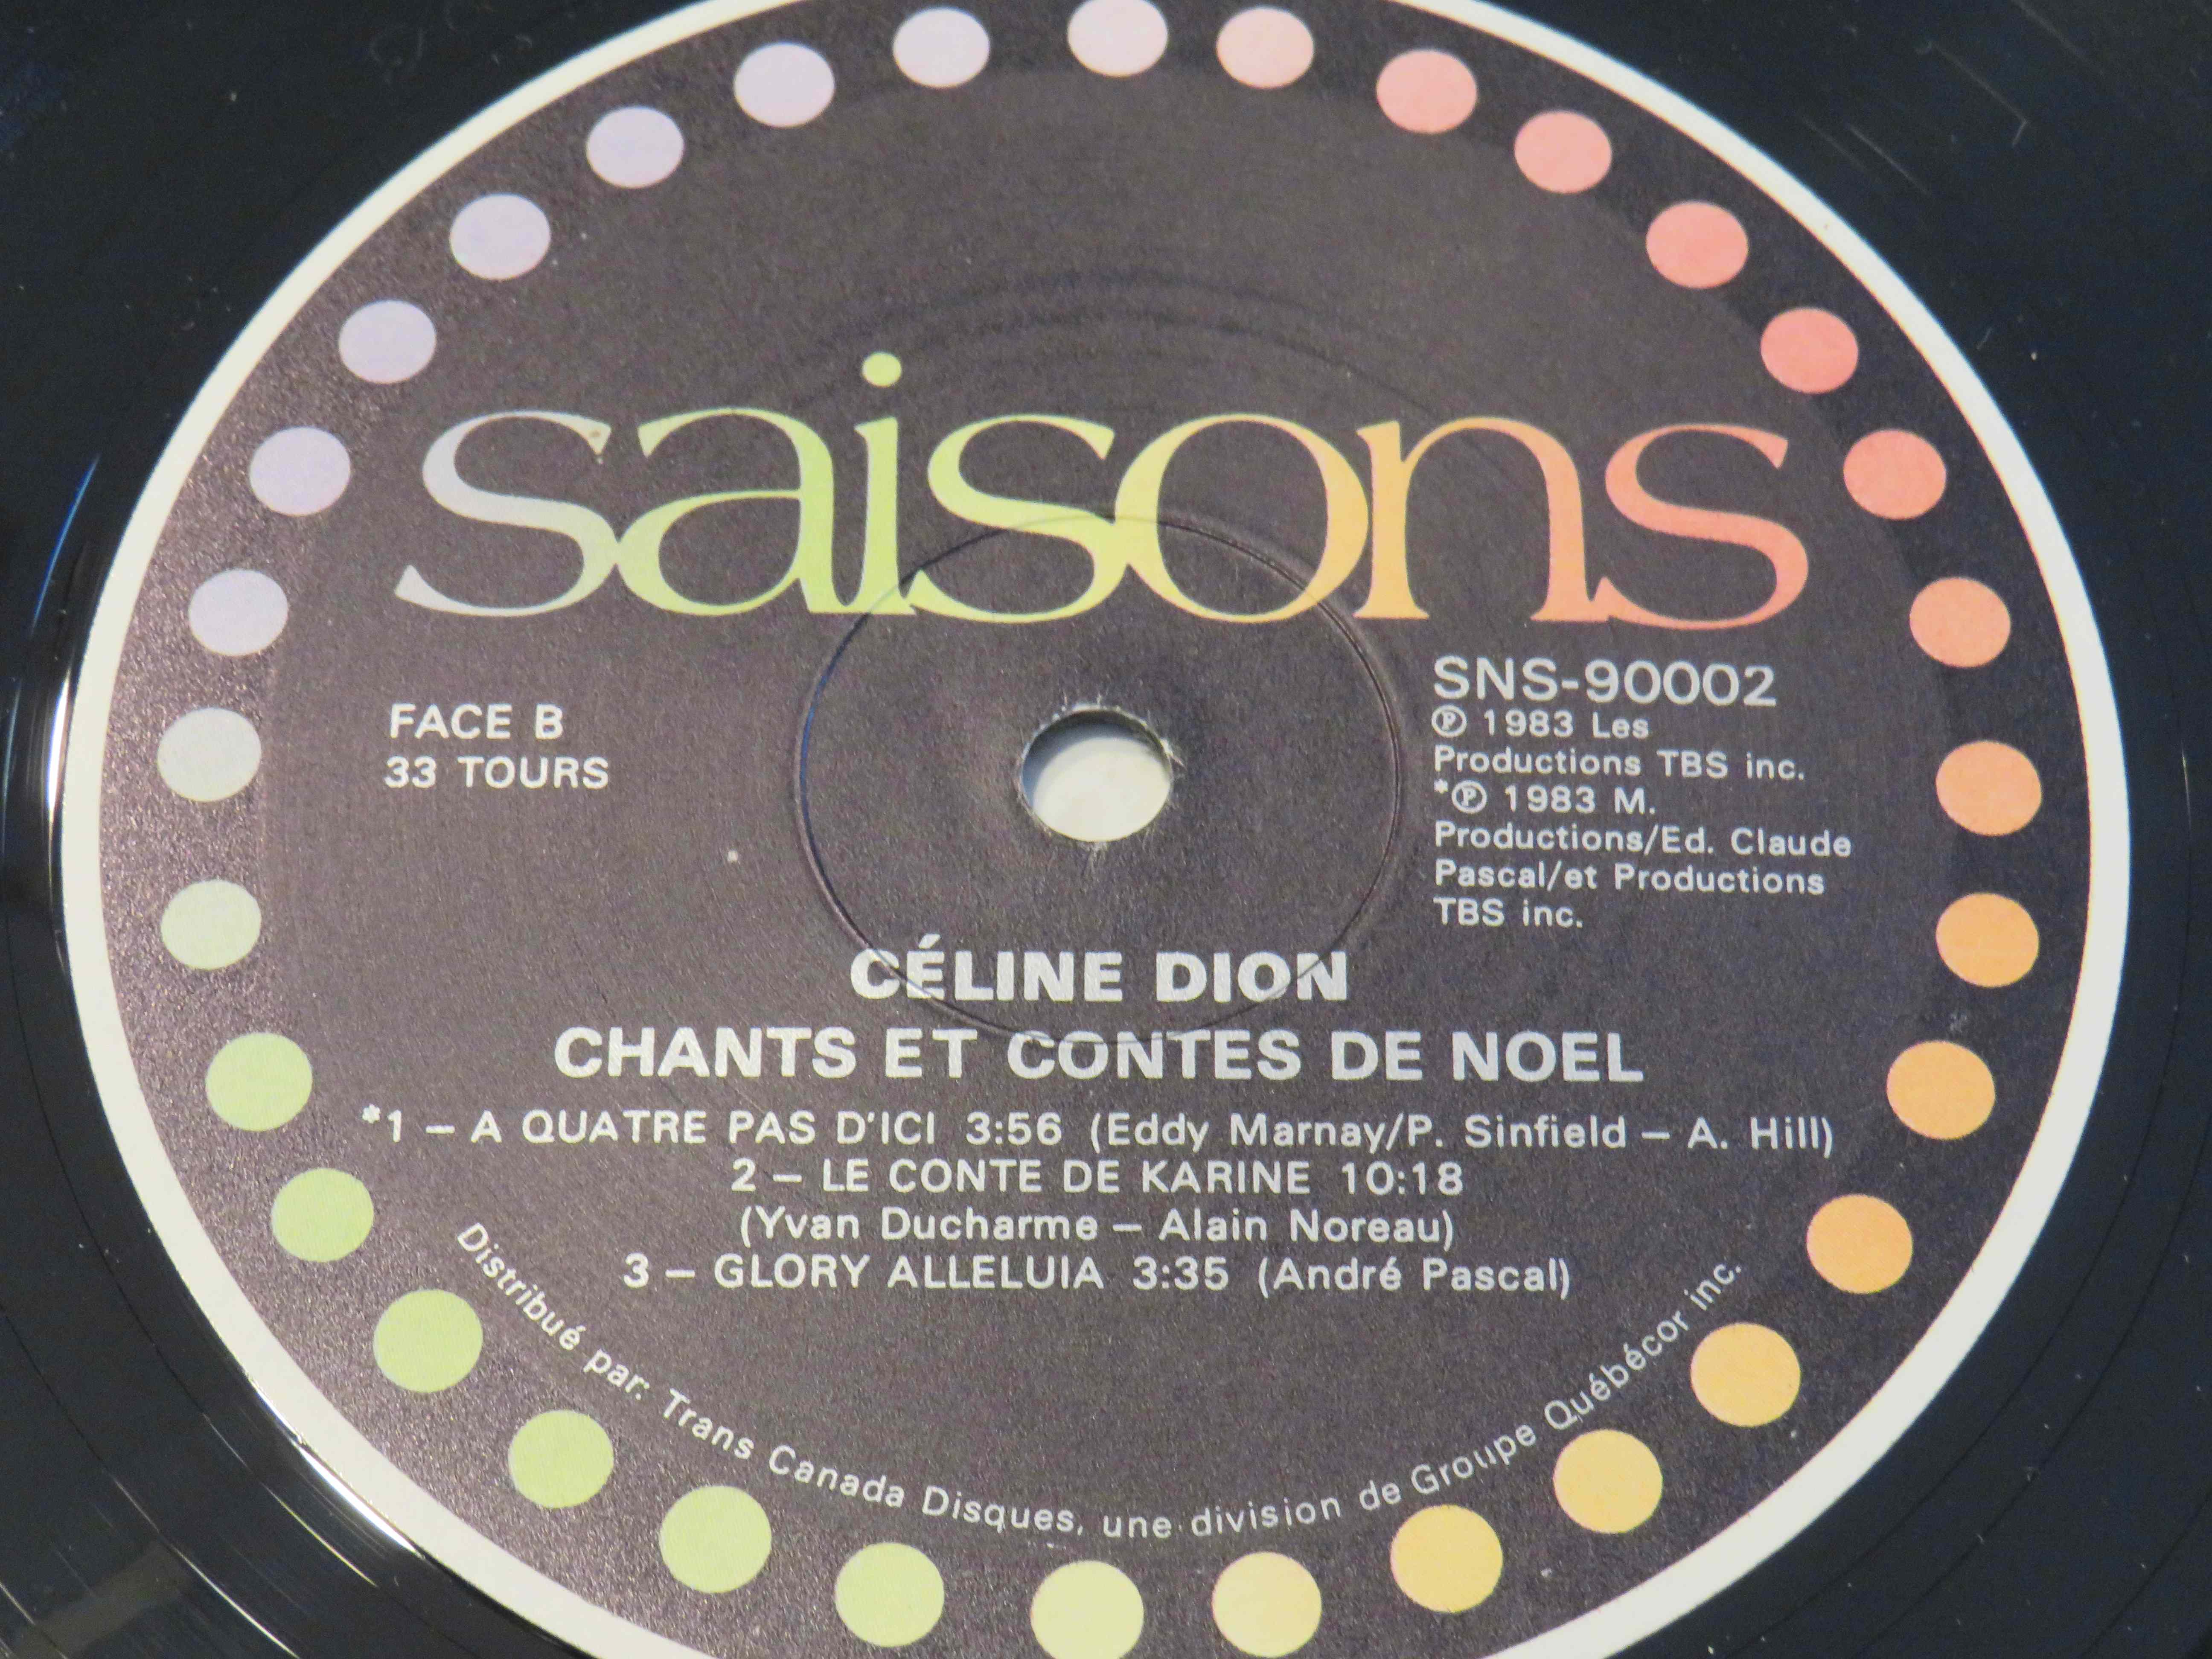 saisons
FACE B
33 TOURS
SNS-90002
℗ 1983 Les
Productions TBS inc.
*℗ 1983 M.
Productions/Ed. Claude
Pascal/et Productions
TBS inc.
CÉLINE DION
CHANTS ET CONTES DE NOEL
*1 – A QUATRE PAS D'ICI 3:56 (Eddy Marnay/P. Sinfield – A. Hill)
2 – LE CONTE DE KARINE 10:18
(Yvan Ducharme – Alain Noreau)
3 – GLORY ALLELUIA 3:35 (André Pascal)
Distribué par: Trans Canada Disques, une division de Groupe Québécor inc.